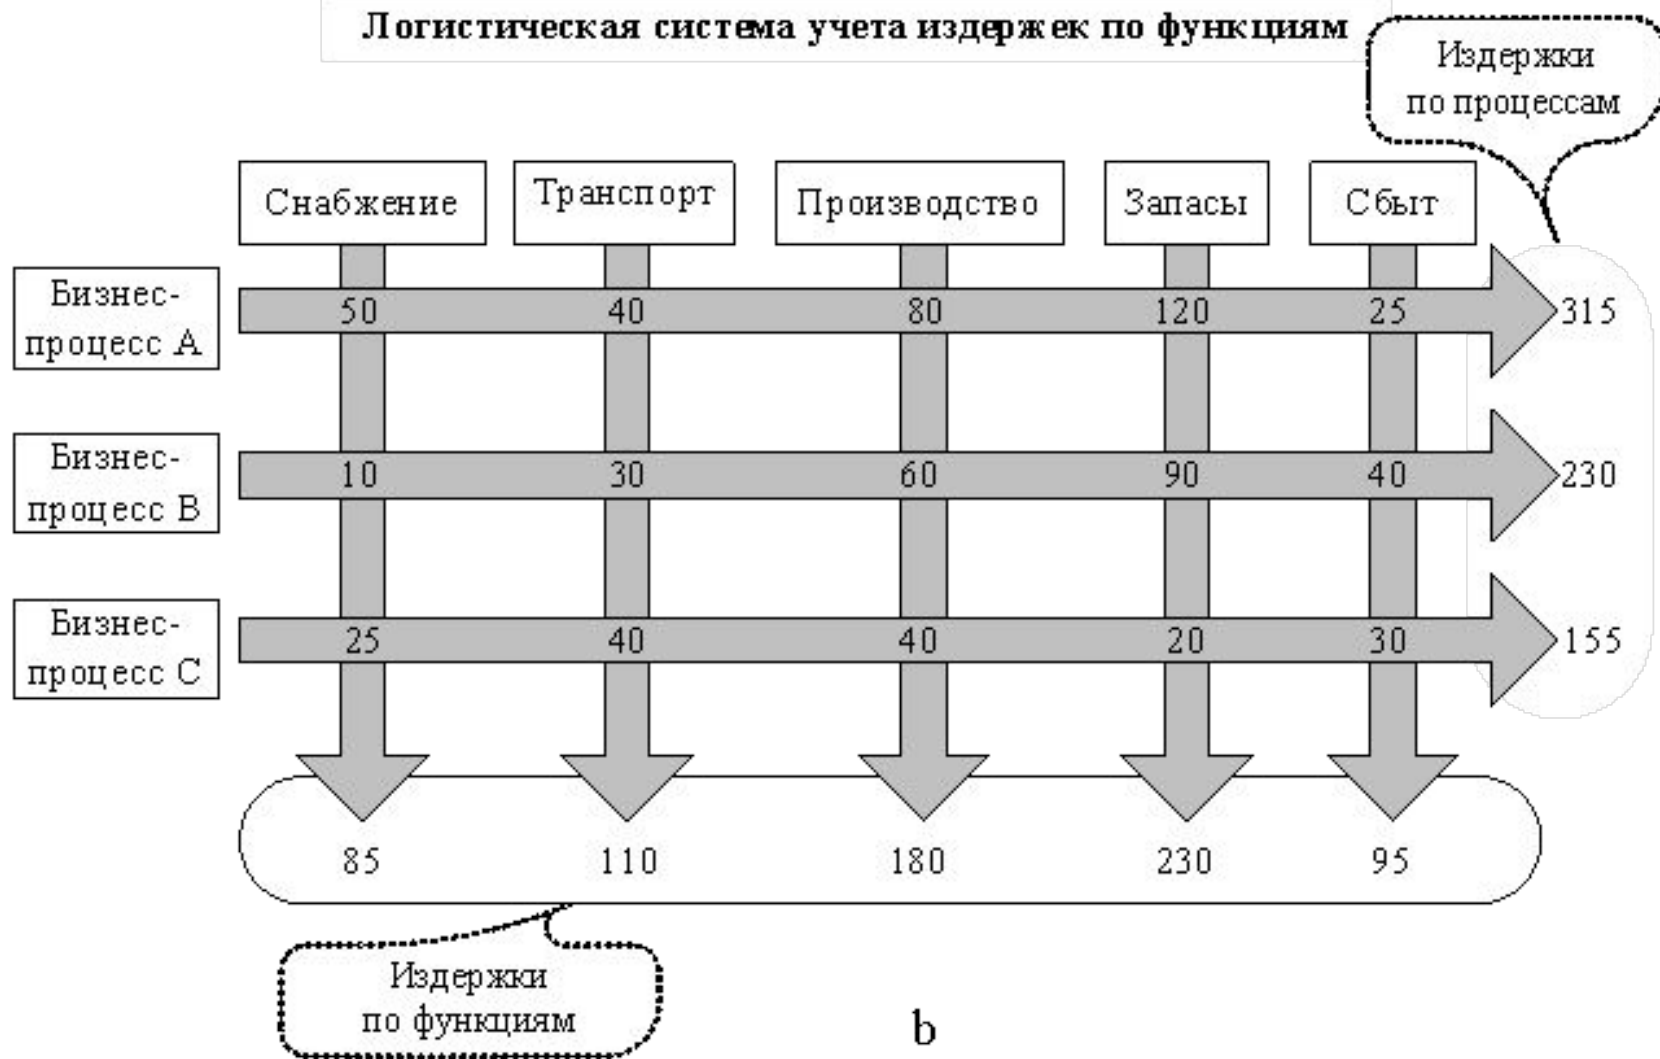 Логистическая система учета издержек по функциям
Издержки
по процессам
Снабжение
Транспорт
Производство
Запасы
Сбыт
Бизнес-
процесс А
50
40
80
120
25
315
Бизнес-
процесс В
10
30
60
90
40
230
Бизнес-
процесс С
25
40
40
20
30
155
85
110
180
230
95
Издержки
по функциям
b